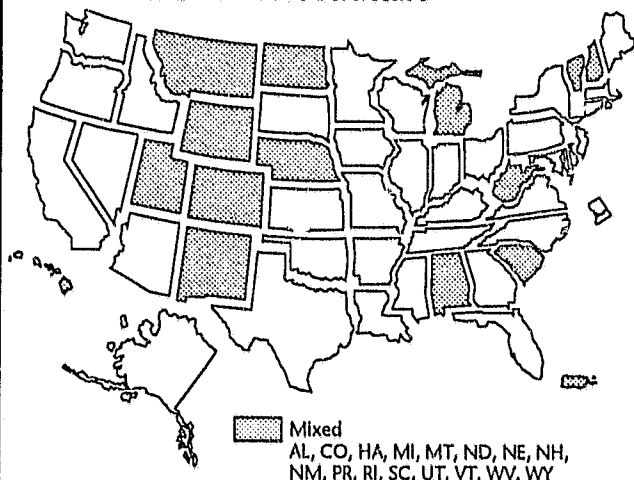 Mixed
AL, CO, HA, MI, MT, ND, NE, NH,
NM, PR, RI, SC, UT, VT, WV, WY